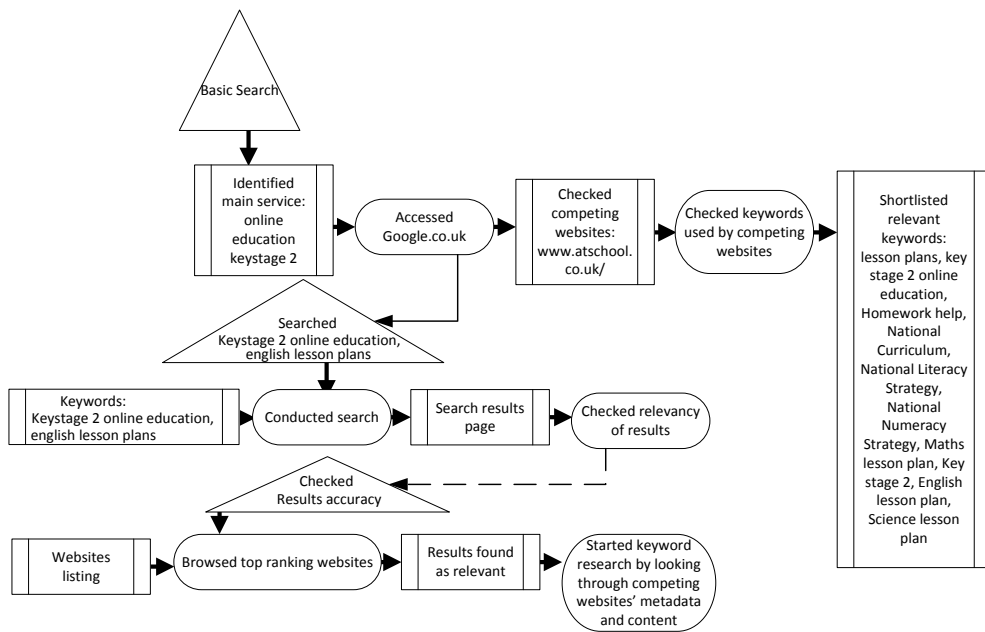 Basic Search
Identified
main service:
online
education
keystage 2
Accessed
Google.co.uk
Checked
competing
websites:
www.atschool.
co.uk/
Checked keywords
used by competing
websites
Shortlisted
relevant
keywords:
lesson plans, key
stage 2 online
education,
Homework help,
National
Curriculum,
National Literacy
Strategy,
National
Numeracy
Strategy, Maths
lesson plan, Key
stage 2, English
lesson plan,
Science lesson
plan
Searched
Keystage 2 online education,
english lesson plans
Keywords:
Keystage 2 online education,
english lesson plans
Conducted search
Search results
page
Checked relevancy
of results
Checked
Results accuracy
Websites
listing
Browsed top ranking websites
Results found
as relevant
Started keyword
research by looking
through competing
websites’ metadata
and content